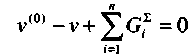 $v^{(0)} - v + \sum_{i=1}^{n} G_i^{\Sigma} = 0$